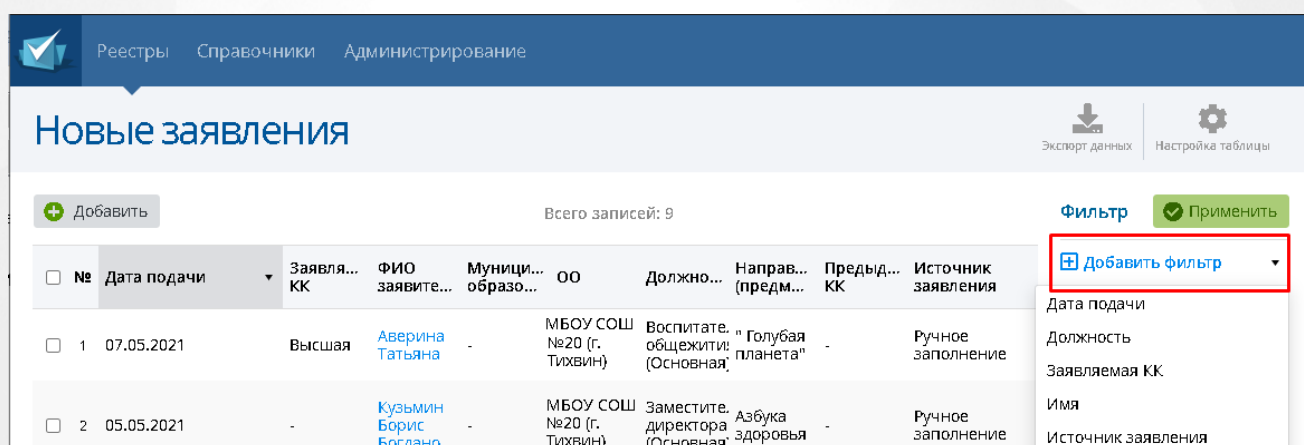 Реестры Справочники Администрирование
Новые заявления
Экспорт данных Настройка таблицы
Добавить Всего записей: 9 Фильтр Применить
Добавить фильтр
№ Дата подачи Заявля... КК ФИО заявите... Муници... образо... ОО Должно... Направ... (предм... Предыд... КК Источник заявления
Дата подачи
1 07.05.2021 Высшая Аверина Татьяна - МБОУ СОШ №20 (г. Тихвин) Воспитате. общежити (Основная) " Голубая планета" - Ручное заполнение
Должность
Заявляемая КК
Имя
2 05.05.2021 - Кузьмин Борис Богдано - МБОУ СОШ №20 (г. Тихвин) Заместите. директора (Основная) Азбука здоровья - Ручное заполнение
Источник заявления